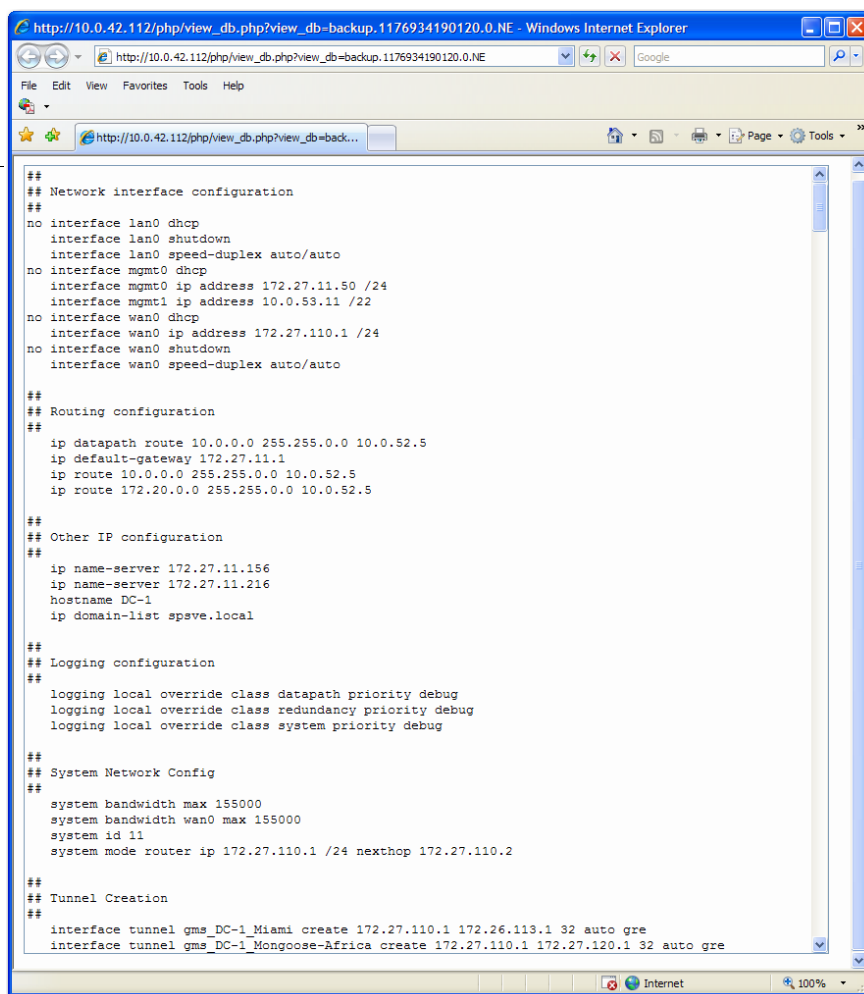 http://10.0.42.112/php/view_db.php?view_db=backup.1176934190120.0.NE - Windows Internet Explorer
http://10.0.42.112/php/view_db.php?view_db=backup.1176934190120.0.NE Google
File Edit View Favorites Tools Help
http://10.0.42.112/php/view_db.php?view_db=back... Page Tools »
##
## Network interface configuration
##
no interface lan0 dhcp
interface lan0 shutdown
interface lan0 speed-duplex auto/auto
no interface mgmt0 dhcp
interface mgmt0 ip address 172.27.11.50 /24
interface mgmt1 ip address 10.0.53.11 /22
no interface wan0 dhcp
interface wan0 ip address 172.27.110.1 /24
no interface wan0 shutdown
interface wan0 speed-duplex auto/auto
##
## Routing configuration
##
ip datapath route 10.0.0.0 255.255.0.0 10.0.52.5
ip default-gateway 172.27.11.1
ip route 10.0.0.0 255.255.0.0 10.0.52.5
ip route 172.20.0.0 255.255.0.0 10.0.52.5
##
## Other IP configuration
##
ip name-server 172.27.11.156
ip name-server 172.27.11.216
hostname DC-1
ip domain-list spsve.local
##
## Logging configuration
##
logging local override class datapath priority debug
logging local override class redundancy priority debug
logging local override class system priority debug
##
## System Network Config
##
system bandwidth max 155000
system bandwidth wan0 max 155000
system id 11
system mode router ip 172.27.110.1 /24 nexthop 172.27.110.2
##
## Tunnel Creation
##
interface tunnel gms_DC-1_Miami create 172.27.110.1 172.26.113.1 32 auto gre
interface tunnel gms_DC-1_Mongoose-Africa create 172.27.110.1 172.27.120.1 32 auto gre
Internet 100%